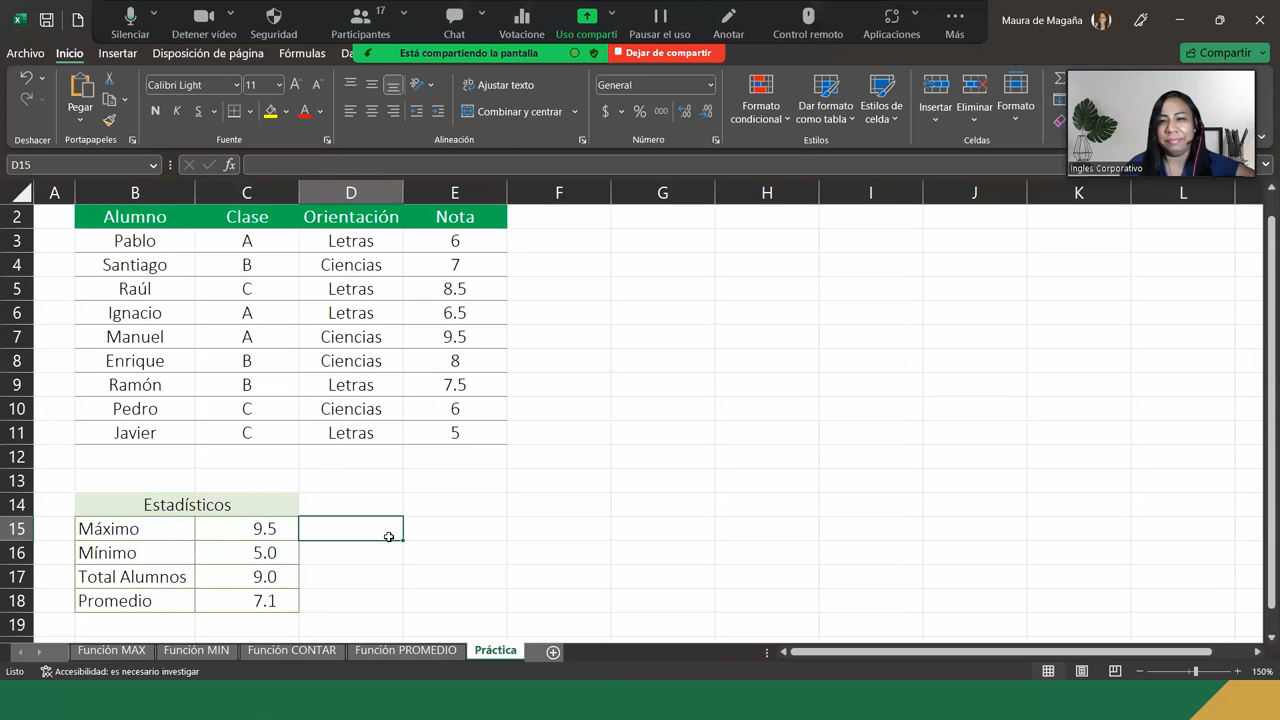 Silenciar
Detener video
Seguridad
17
Participantes
Chat
Votacione
Uso comparti
Pausar el uso
Anotar
Control remoto
Aplicaciones
Más
Maura de Magaña
Archivo Inicio Insertar Disposición de página Fórmulas Da
Está compartiendo la pantalla
Dejar de compartir
Compartir
Pegar
Calibri Light 11
N K S
Ajustar texto
Combinar y centrar
General
$ % 000
Formato condicional
Dar formato como tabla
Estilos de celda
Insertar
Eliminar
Formato
Deshacer Portapapeles Fuente Alineación Número Estilos Celdas
Ingles Corporativo
D15
fx
A B C D E F G H I J K L
2 Alumno Clase Orientación Nota
3 Pablo A Letras 6
4 Santiago B Ciencias 7
5 Raúl C Letras 8.5
6 Ignacio A Letras 6.5
7 Manuel A Ciencias 9.5
8 Enrique B Ciencias 8
9 Ramón B Letras 7.5
10 Pedro C Ciencias 6
11 Javier C Letras 5
12
13
14 Estadísticos
15 Máximo 9.5
16 Mínimo 5.0
17 Total Alumnos 9.0
18 Promedio 7.1
19
Función MAX Función MIN Función CONTAR Función PROMEDIO Práctica
Listo Accesibilidad: es necesario investigar 150%